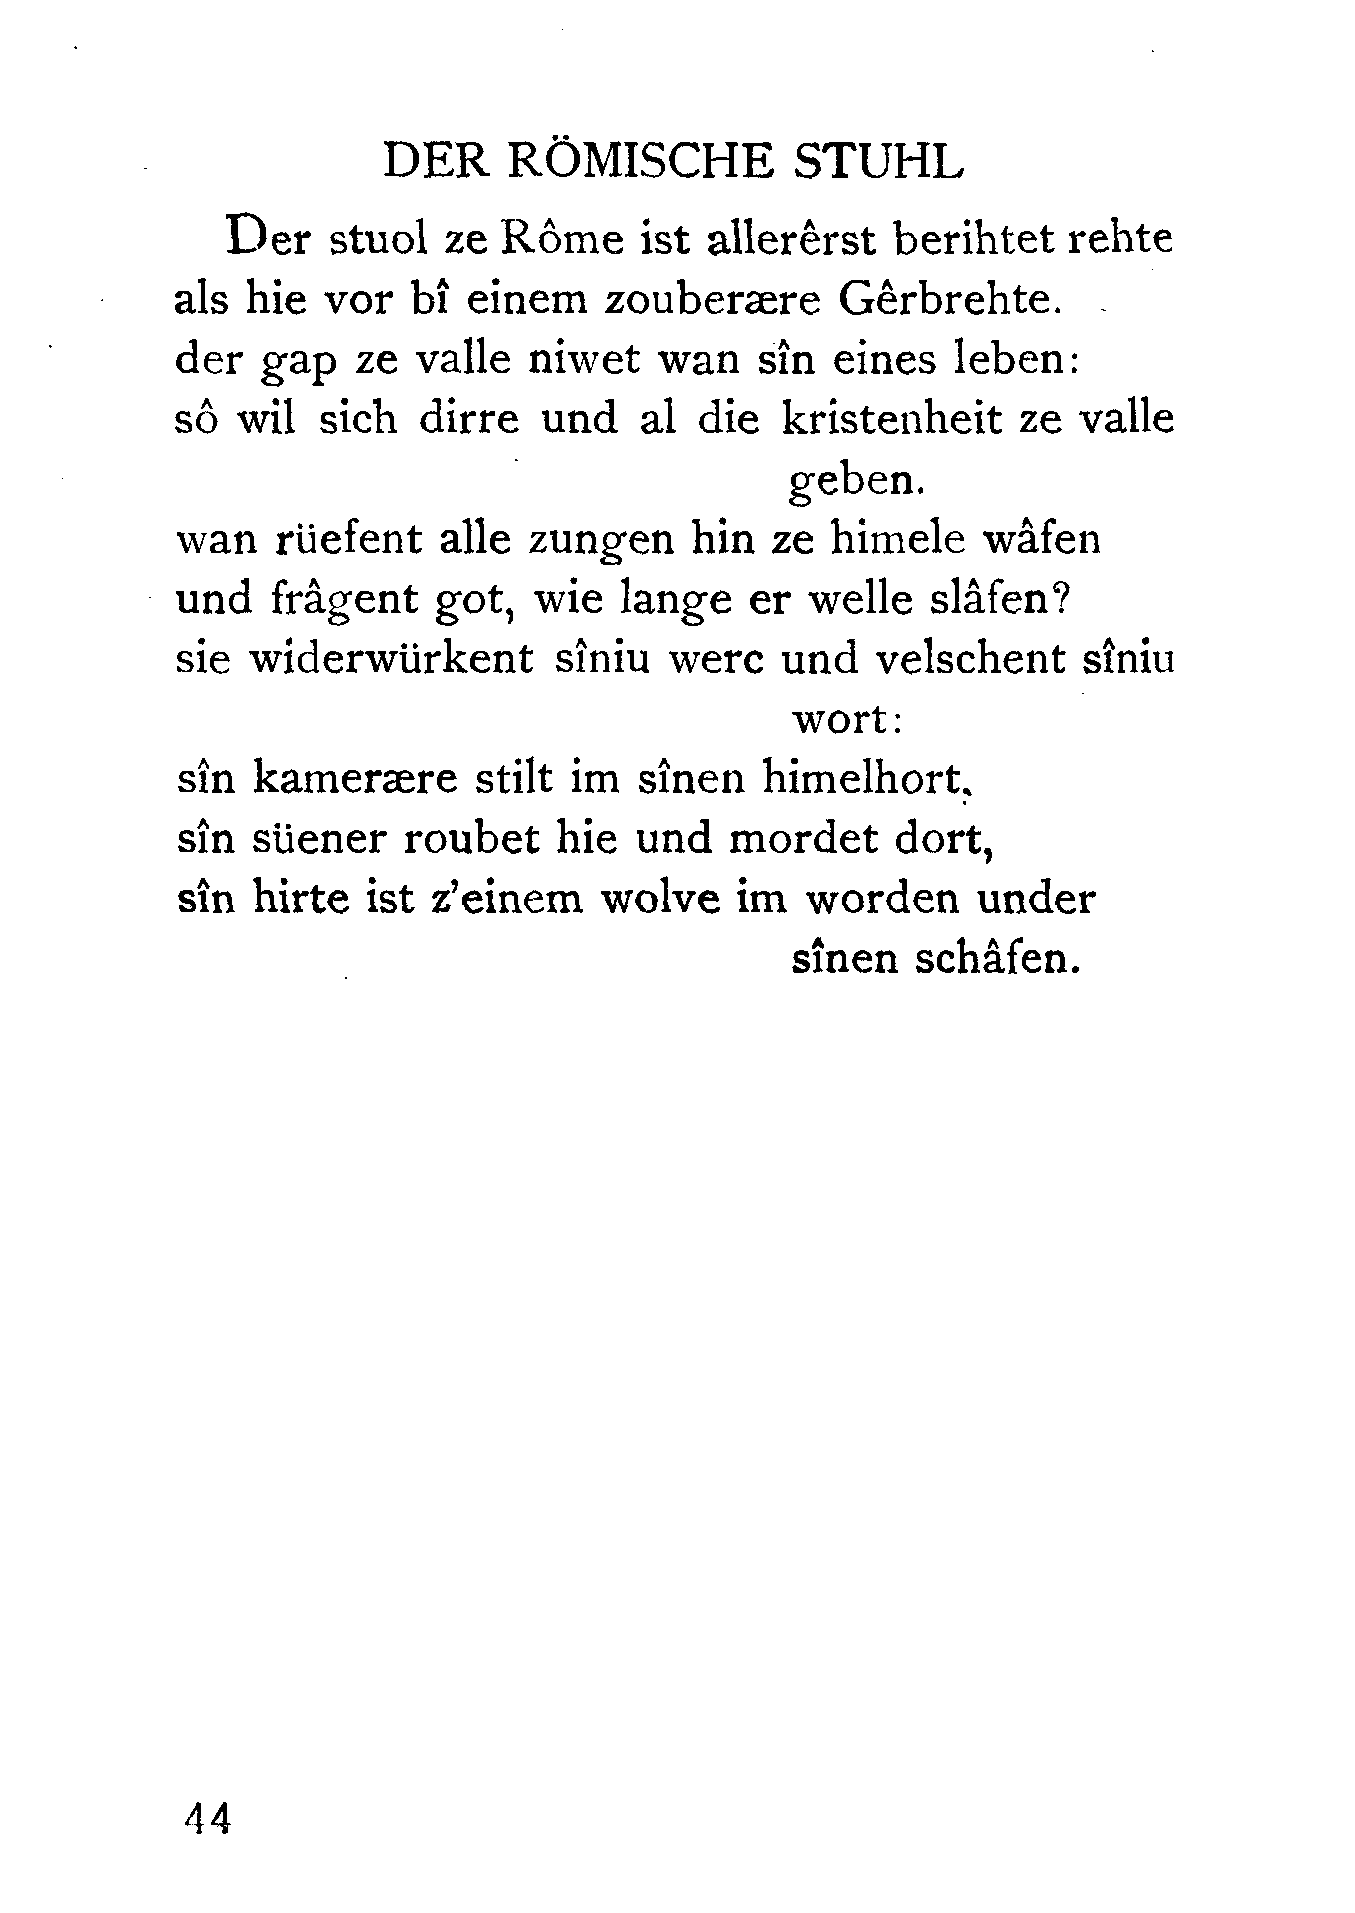 DER RÖMISCHE STUHL
Der stuol ze Rôme ist allerêrst berihtet rehte
als hie vor bî einem zouberære Gêrbrehte.
der gap ze valle niwet wan sîn eines leben:
sô wil sich dirre und al die kristenheit ze valle
geben.
wan rüefent alle zungen hin ze himele wâfen
und frâgent got, wie lange er welle slâfen?
sie widerwürkent sîniu werc und velschent sîniu
wort:
sîn kameræere stilt im sînen himelhort,
sîn süener roubet hie und mordet dort,
sîn hirte ist z'einem wolve im worden under
sînen schâfen.
44